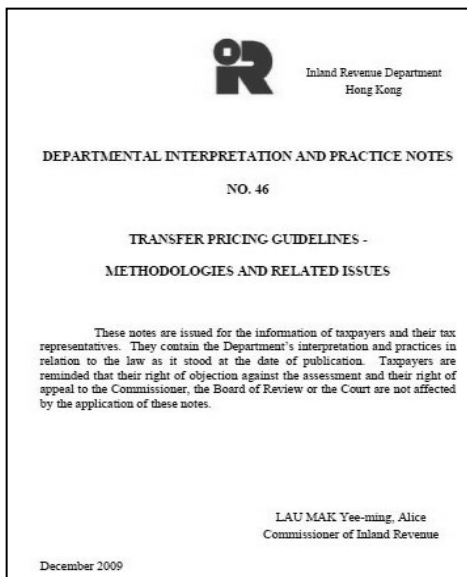 Inland Revenue Department
Hong Kong
DEPARTMENTAL INTERPRETATION AND PRACTICE NOTES
NO. 46
TRANSFER PRICING GUIDELINES -
METHODOLOGIES AND RELATED ISSUES
These notes are issued for the information of taxpayers and their tax
representatives. They contain the Department's interpretation and practices in
relation to the law as it stood at the date of publication. Taxpayers are
reminded that their right of objection against the assessment and their right of
appeal to the Commissioner, the Board of Review or the Court are not affected
by the application of these notes.
LAU MAK Yee-ming, Alice
Commissioner of Inland Revenue
December 2009